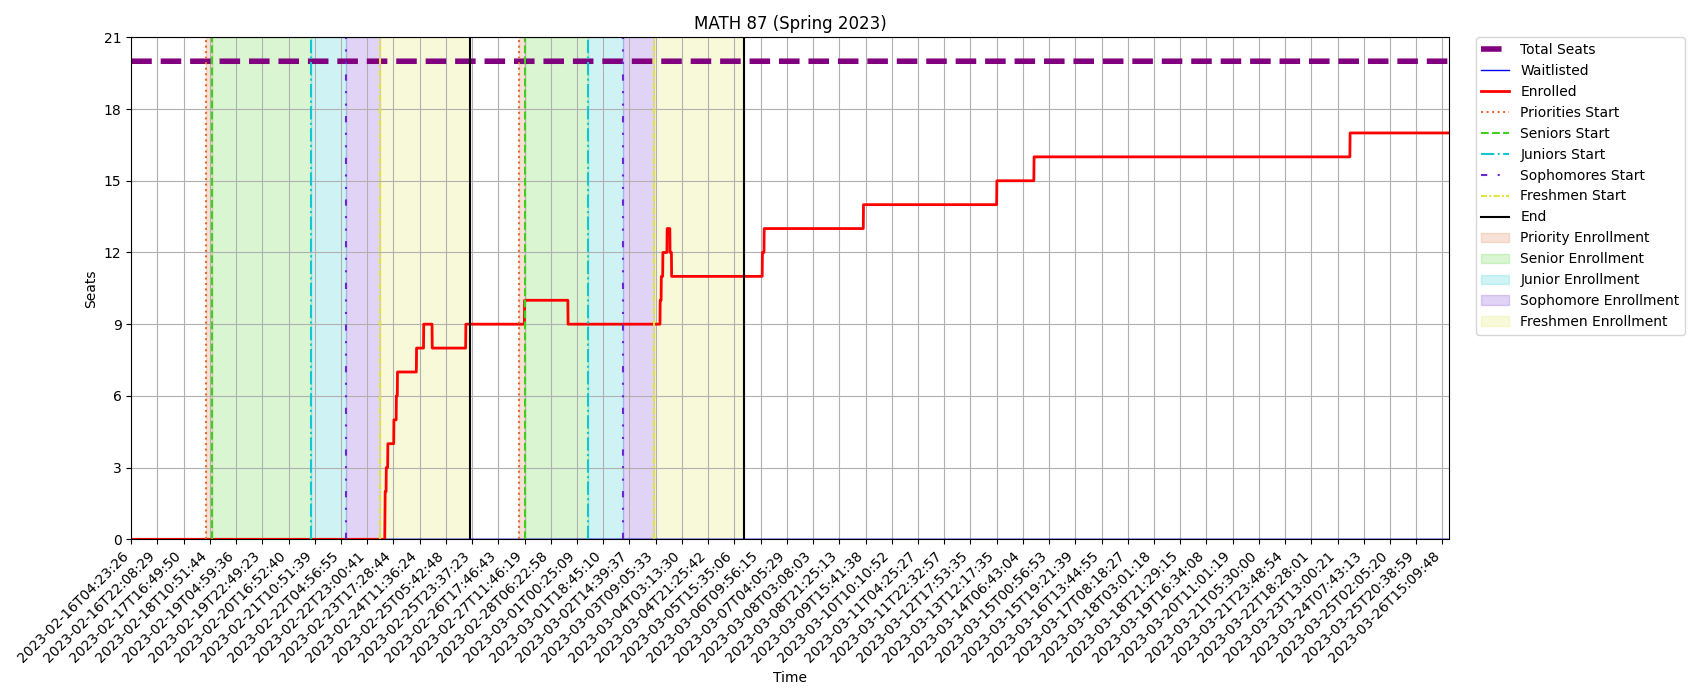 MATH 87 (Spring 2023)
21
18
15
12
9
6
3
0
Seats
2023-02-16T04:23:26
2023-02-16T22:08:29
2023-02-17T16:49:50
2023-02-18T10:51:44
2023-02-19T04:59:36
2023-02-19T22:49:23
2023-02-20T16:52:40
2023-02-21T10:51:39
2023-02-22T04:56:55
2023-02-22T23:00:41
2023-02-23T17:28:44
2023-02-24T11:36:24
2023-02-25T05:42:48
2023-02-25T23:37:23
2023-02-26T17:46:43
2023-02-27T11:46:19
2023-02-28T06:22:58
2023-03-01T00:25:09
2023-03-01T18:45:10
2023-03-02T14:39:37
2023-03-03T09:05:33
2023-03-04T03:13:30
2023-03-04T21:25:42
2023-03-05T15:35:06
2023-03-06T09:56:15
2023-03-07T04:05:29
2023-03-08T03:08:03
2023-03-08T21:25:13
2023-03-09T15:41:38
2023-03-10T10:10:52
2023-03-11T04:25:27
2023-03-11T22:32:57
2023-03-12T17:53:35
2023-03-13T12:17:35
2023-03-14T06:43:04
2023-03-15T00:56:53
2023-03-15T19:21:39
2023-03-16T13:44:55
2023-03-17T08:18:27
2023-03-18T03:01:18
2023-03-18T21:29:15
2023-03-19T16:34:08
2023-03-20T11:01:19
2023-03-21T05:30:00
2023-03-21T23:48:54
2023-03-22T18:28:01
2023-03-23T13:00:21
2023-03-24T07:43:13
2023-03-25T02:05:20
2023-03-25T20:38:59
2023-03-26T15:09:48
Time
Total Seats
Waitlisted
Enrolled
Priorities Start
Seniors Start
Juniors Start
Sophomores Start
Freshmen Start
End
Priority Enrollment
Senior Enrollment
Junior Enrollment
Sophomore Enrollment
Freshmen Enrollment